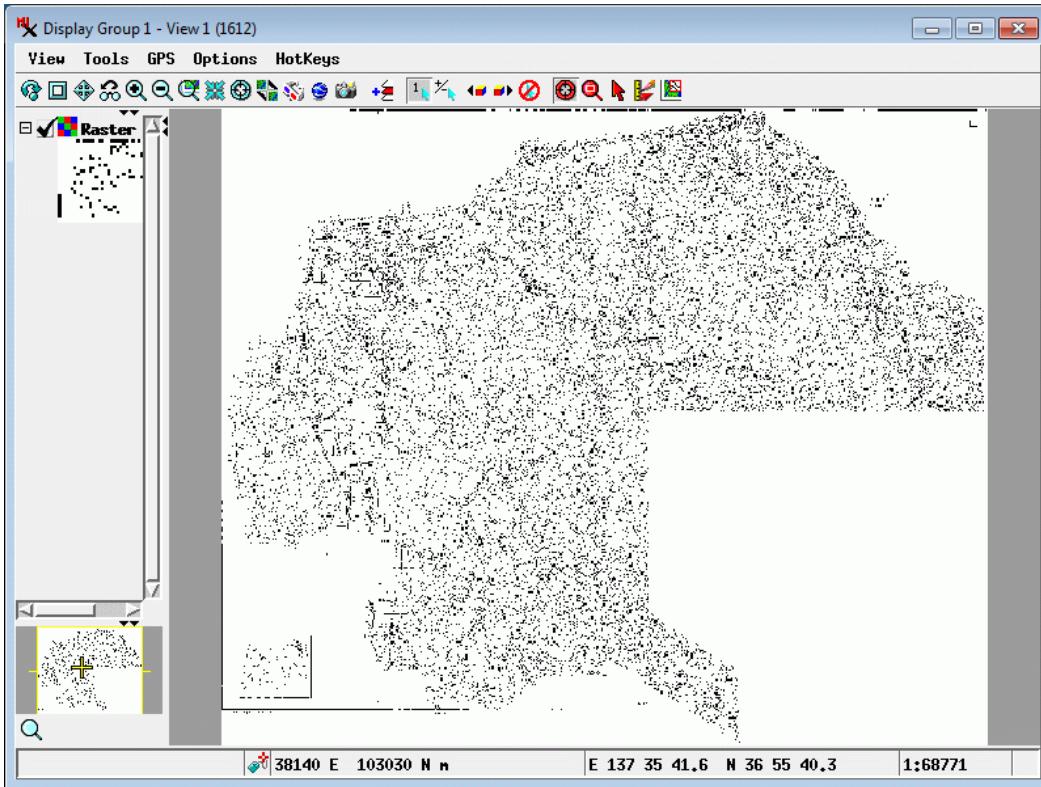 Display Group 1 - View 1 (1612)
View Tools GPS Options HotKeys
Raster
38140 E 103030 N m
E 137 35 41.6 N 36 55 40.3
1:68771